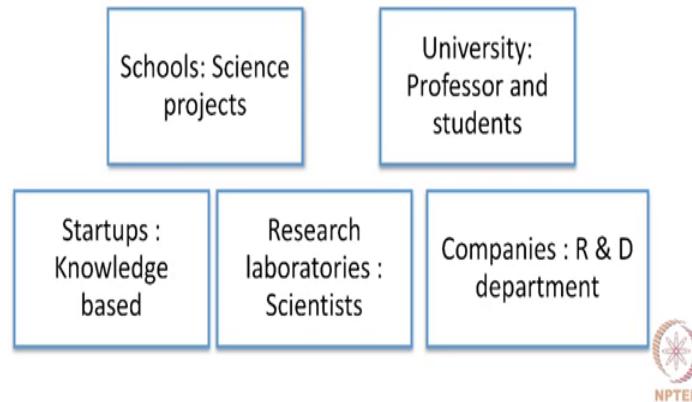 Schools: Science
projects
University:
Professor and
students
Startups :
Knowledge
based
Research
laboratories :
Scientists
Companies : R & D
department
NPTEL